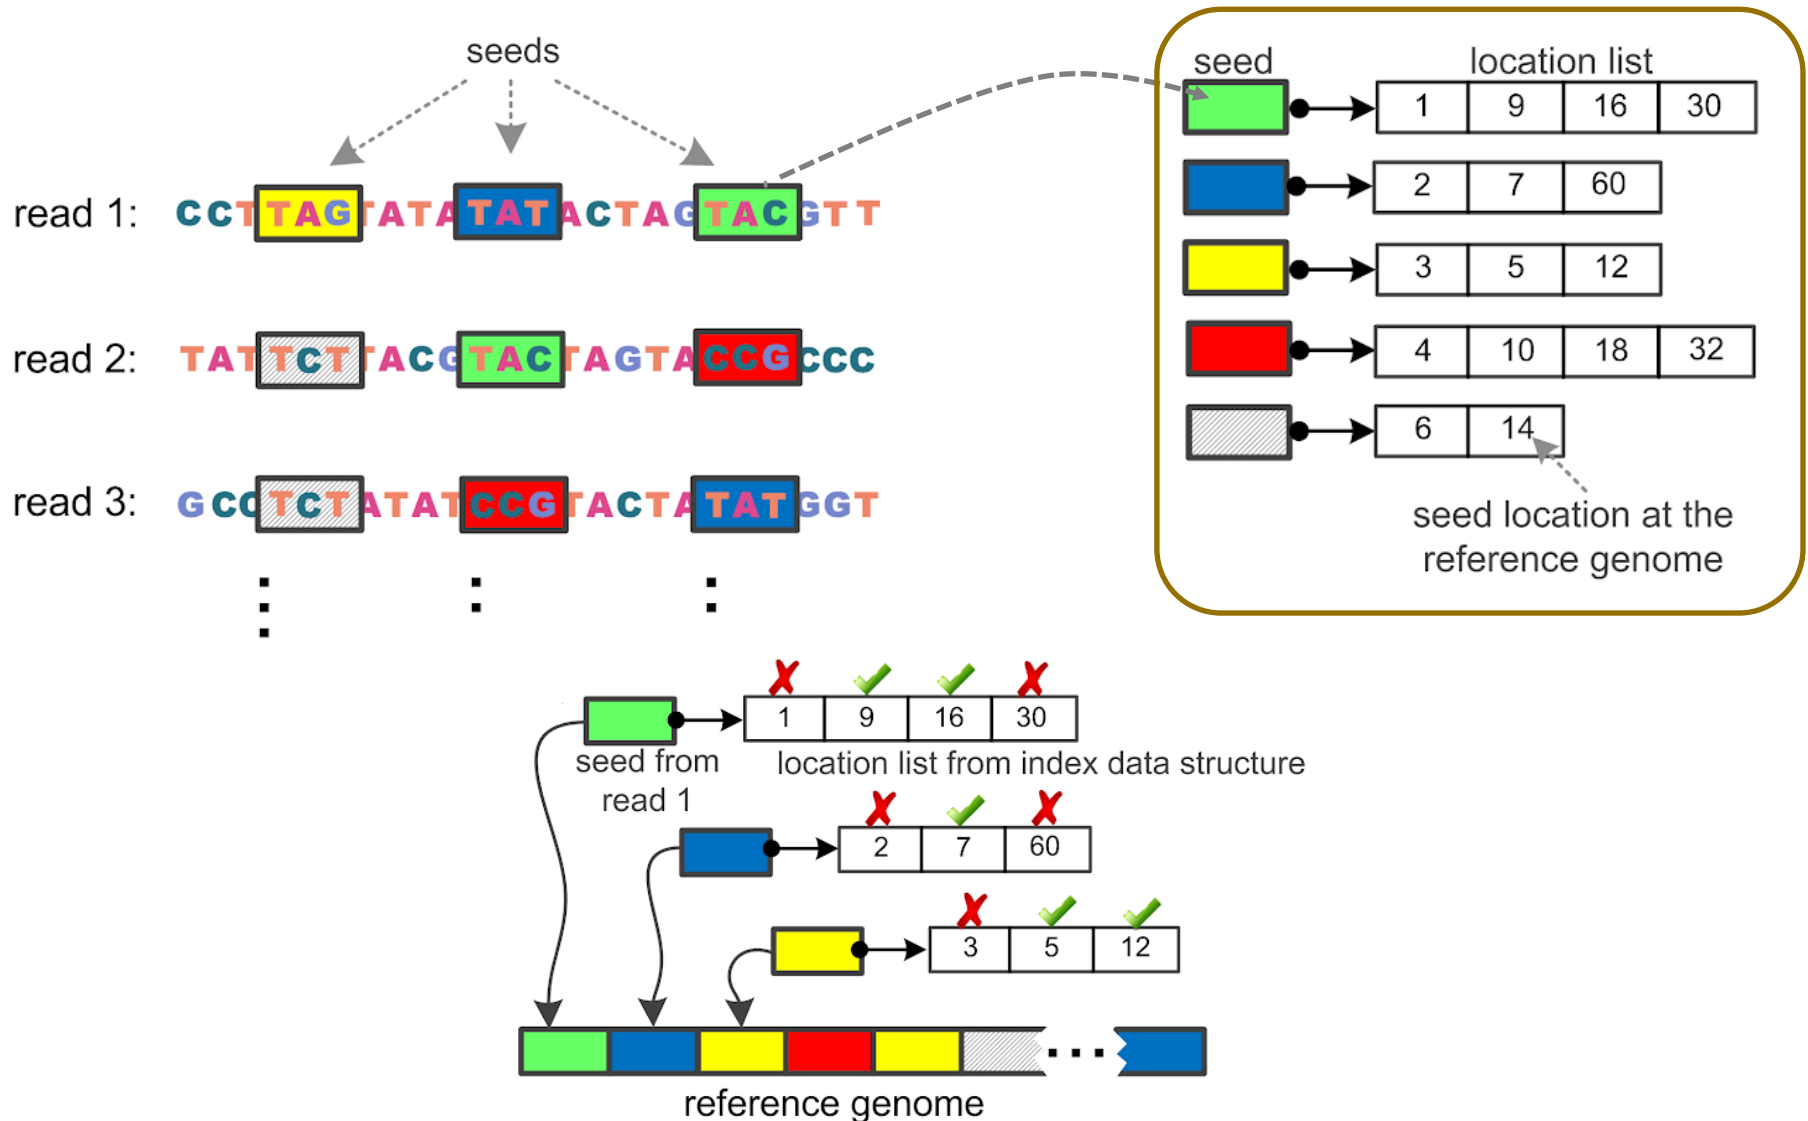 seeds
read 1: CCTTAGTATATATACTAGTACGTT
read 2: TATTCTTACGTACTAGTACCGCCC
read 3: GCCTCTATATCCGTACTATATGGT
seed location list
1 9 16 30
2 7 60
3 5 12
4 10 18 32
6 14
seed location at the
reference genome
1 9 16 30
seed from
read 1
location list from index data structure
2 7 60
3 5 12
reference genome